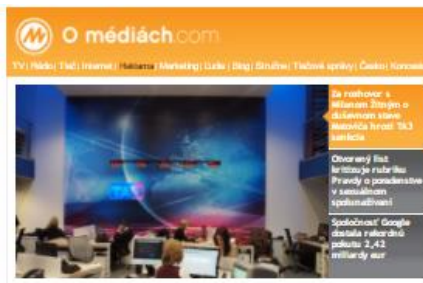 O médiách.com
TV | Rádio | Tlač | Internet | Reklama | Marketing | Ľudia | Blog | Stručne | Tlačové správy | Česko |
TA3
Za rozhovor s
Milanom Žitným o
duševnom stave
Matoviča hrozí TA3
sankcia
Otvorený list
kritizuje rubriku
Pravdy o poradenstve
v sexuálnom
spolunažívaní
Spoločnosť Google
dostala rekordnú
pokutu 2,42
miliardy eur